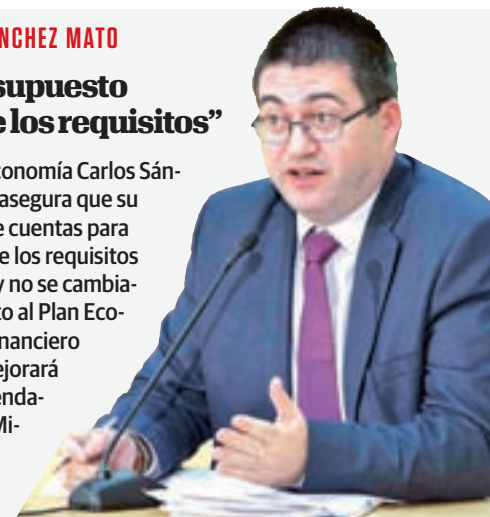 NCHEZ MATO
supuesto
e los requisitos”
conomía Carlos Sán-
asegura que su
e cuentas para
e los requisitos
y no se cambia-
to al Plan Eco-
nanciero
ejorará
enda-
Mi-